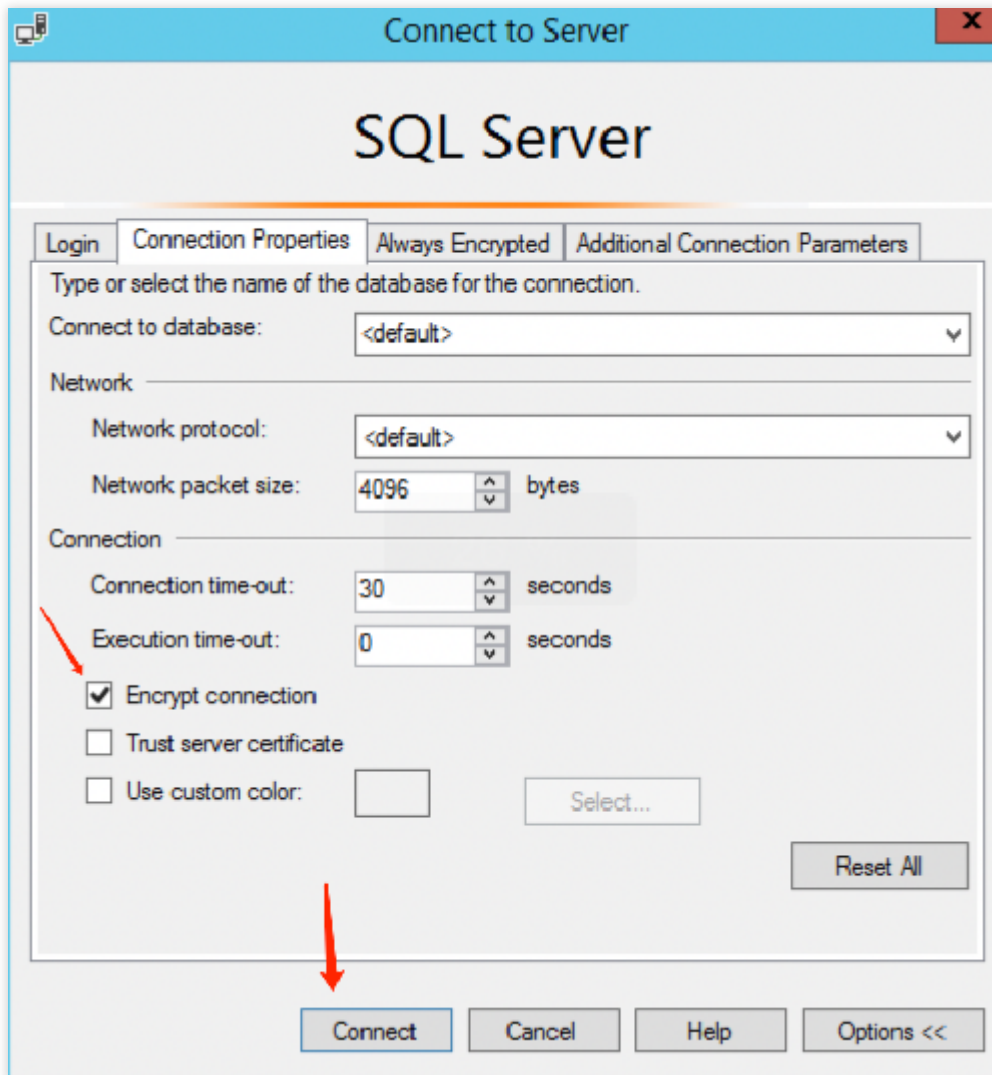 Connect to Server
x
SQL Server
Login Connection Properties Always Encrypted Additional Connection Parameters
Type or select the name of the database for the connection.
Connect to database: <default>
Network
Network protocol: <default>
Network packet size: 4096 bytes
Connection
Connection time-out: 30 seconds
Execution time-out: 0 seconds
Encrypt connection
Trust server certificate
Use custom color: Select...
Reset All
Connect Cancel Help Options <<